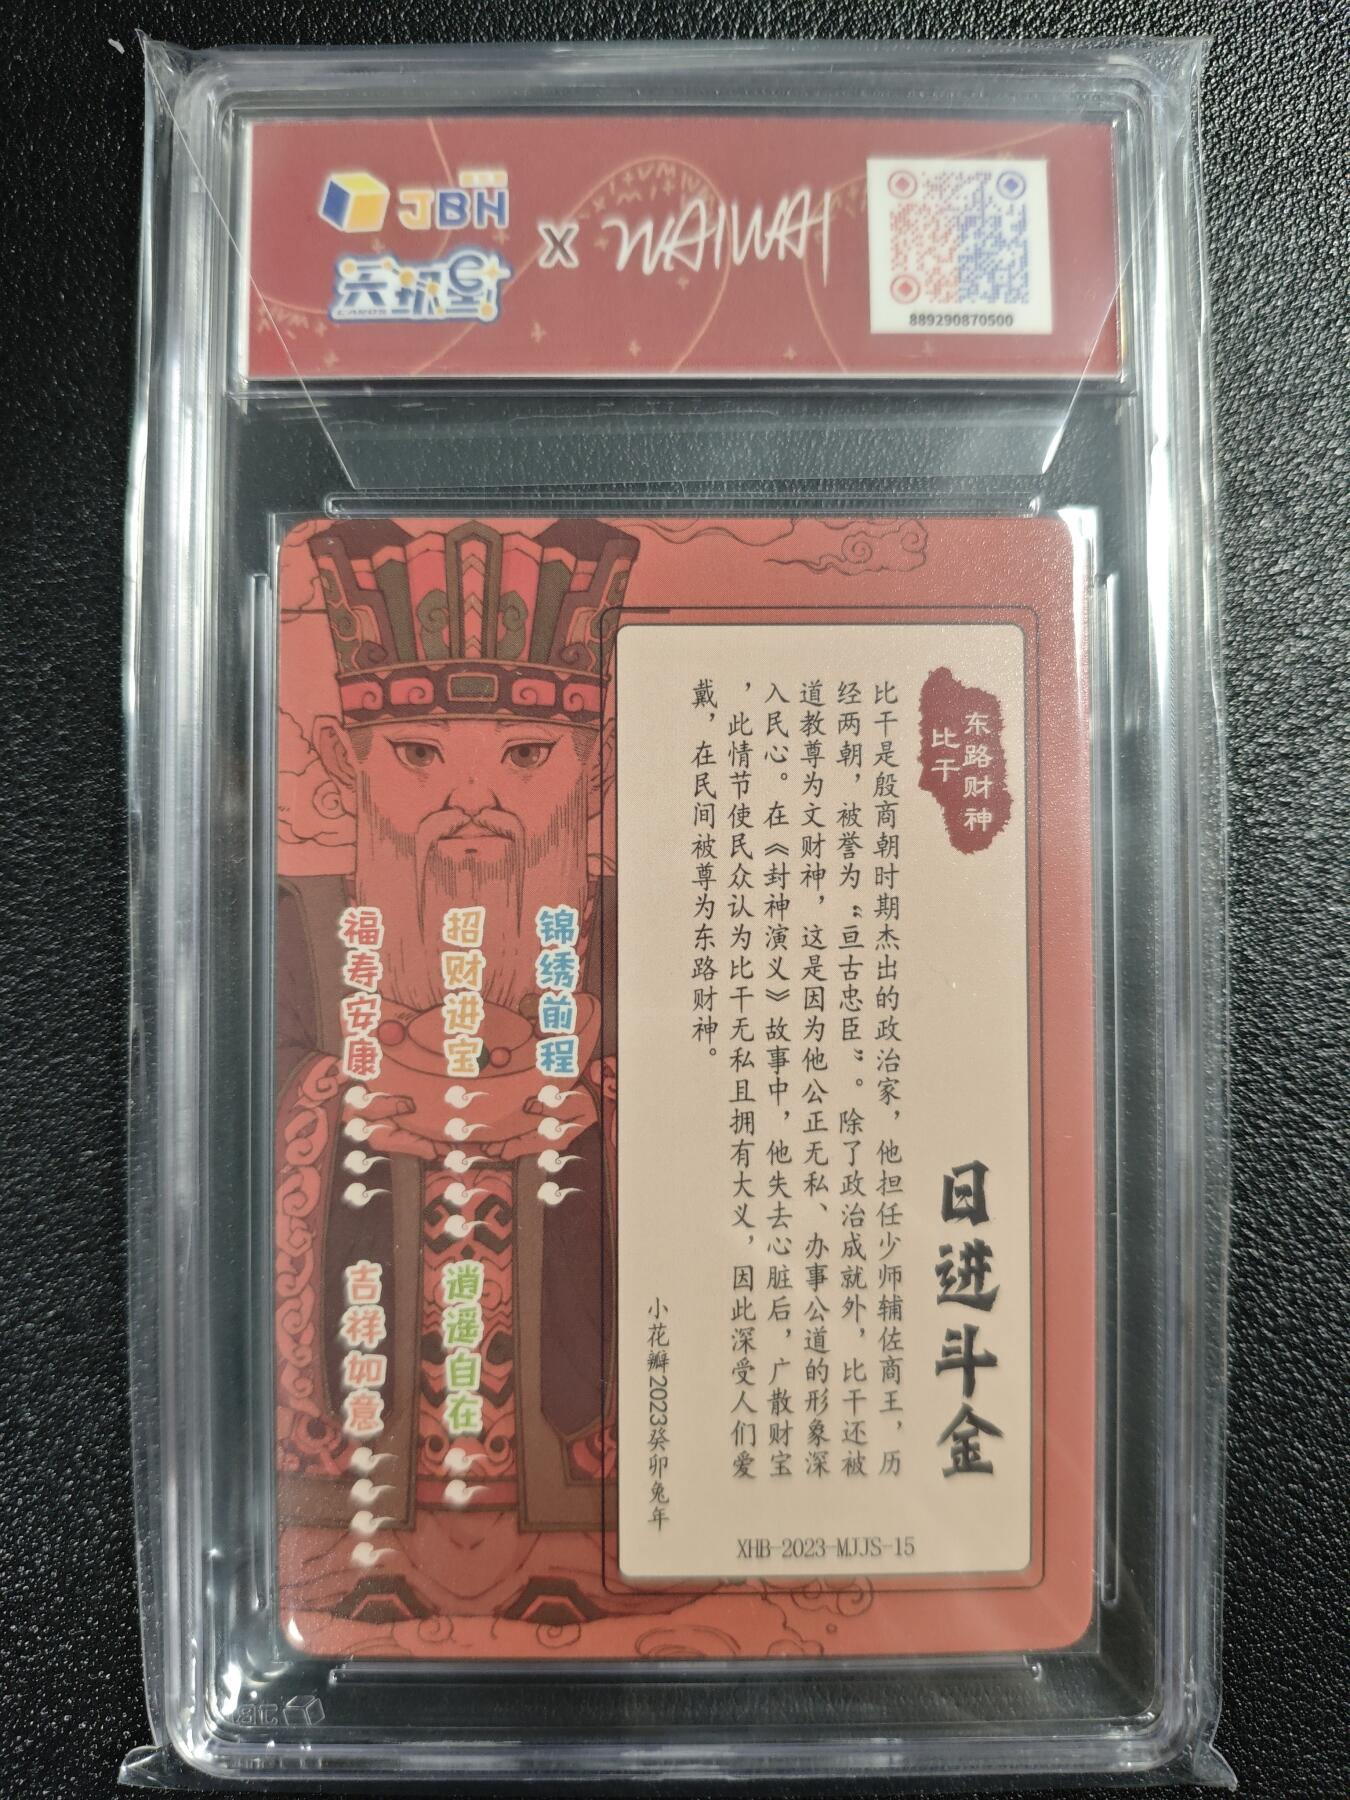 JBH
天机星
CARDS
X
WAIWAI
889290870500
东路财神
比干
日进斗金
比干是殷商朝时期杰出的政治家，他担任少师辅佐商王，历
经两朝，被誉为“亘古忠臣”。除了政治成就外，比干还被
道教尊为文财神，这是因为他公正无私、办事公道的形象深
入民心。在《封神演义》故事中，他失去心脏后，广散财宝
，此情节使民众认为比干无私且拥有大义，因此深受人们爱
戴，在民间被尊为东路财神。
小花瓣2023癸卯兔年
XHB-2023-MJJS-15
锦绣前程
招财进宝
逍遥自在
福寿安康
吉祥如意